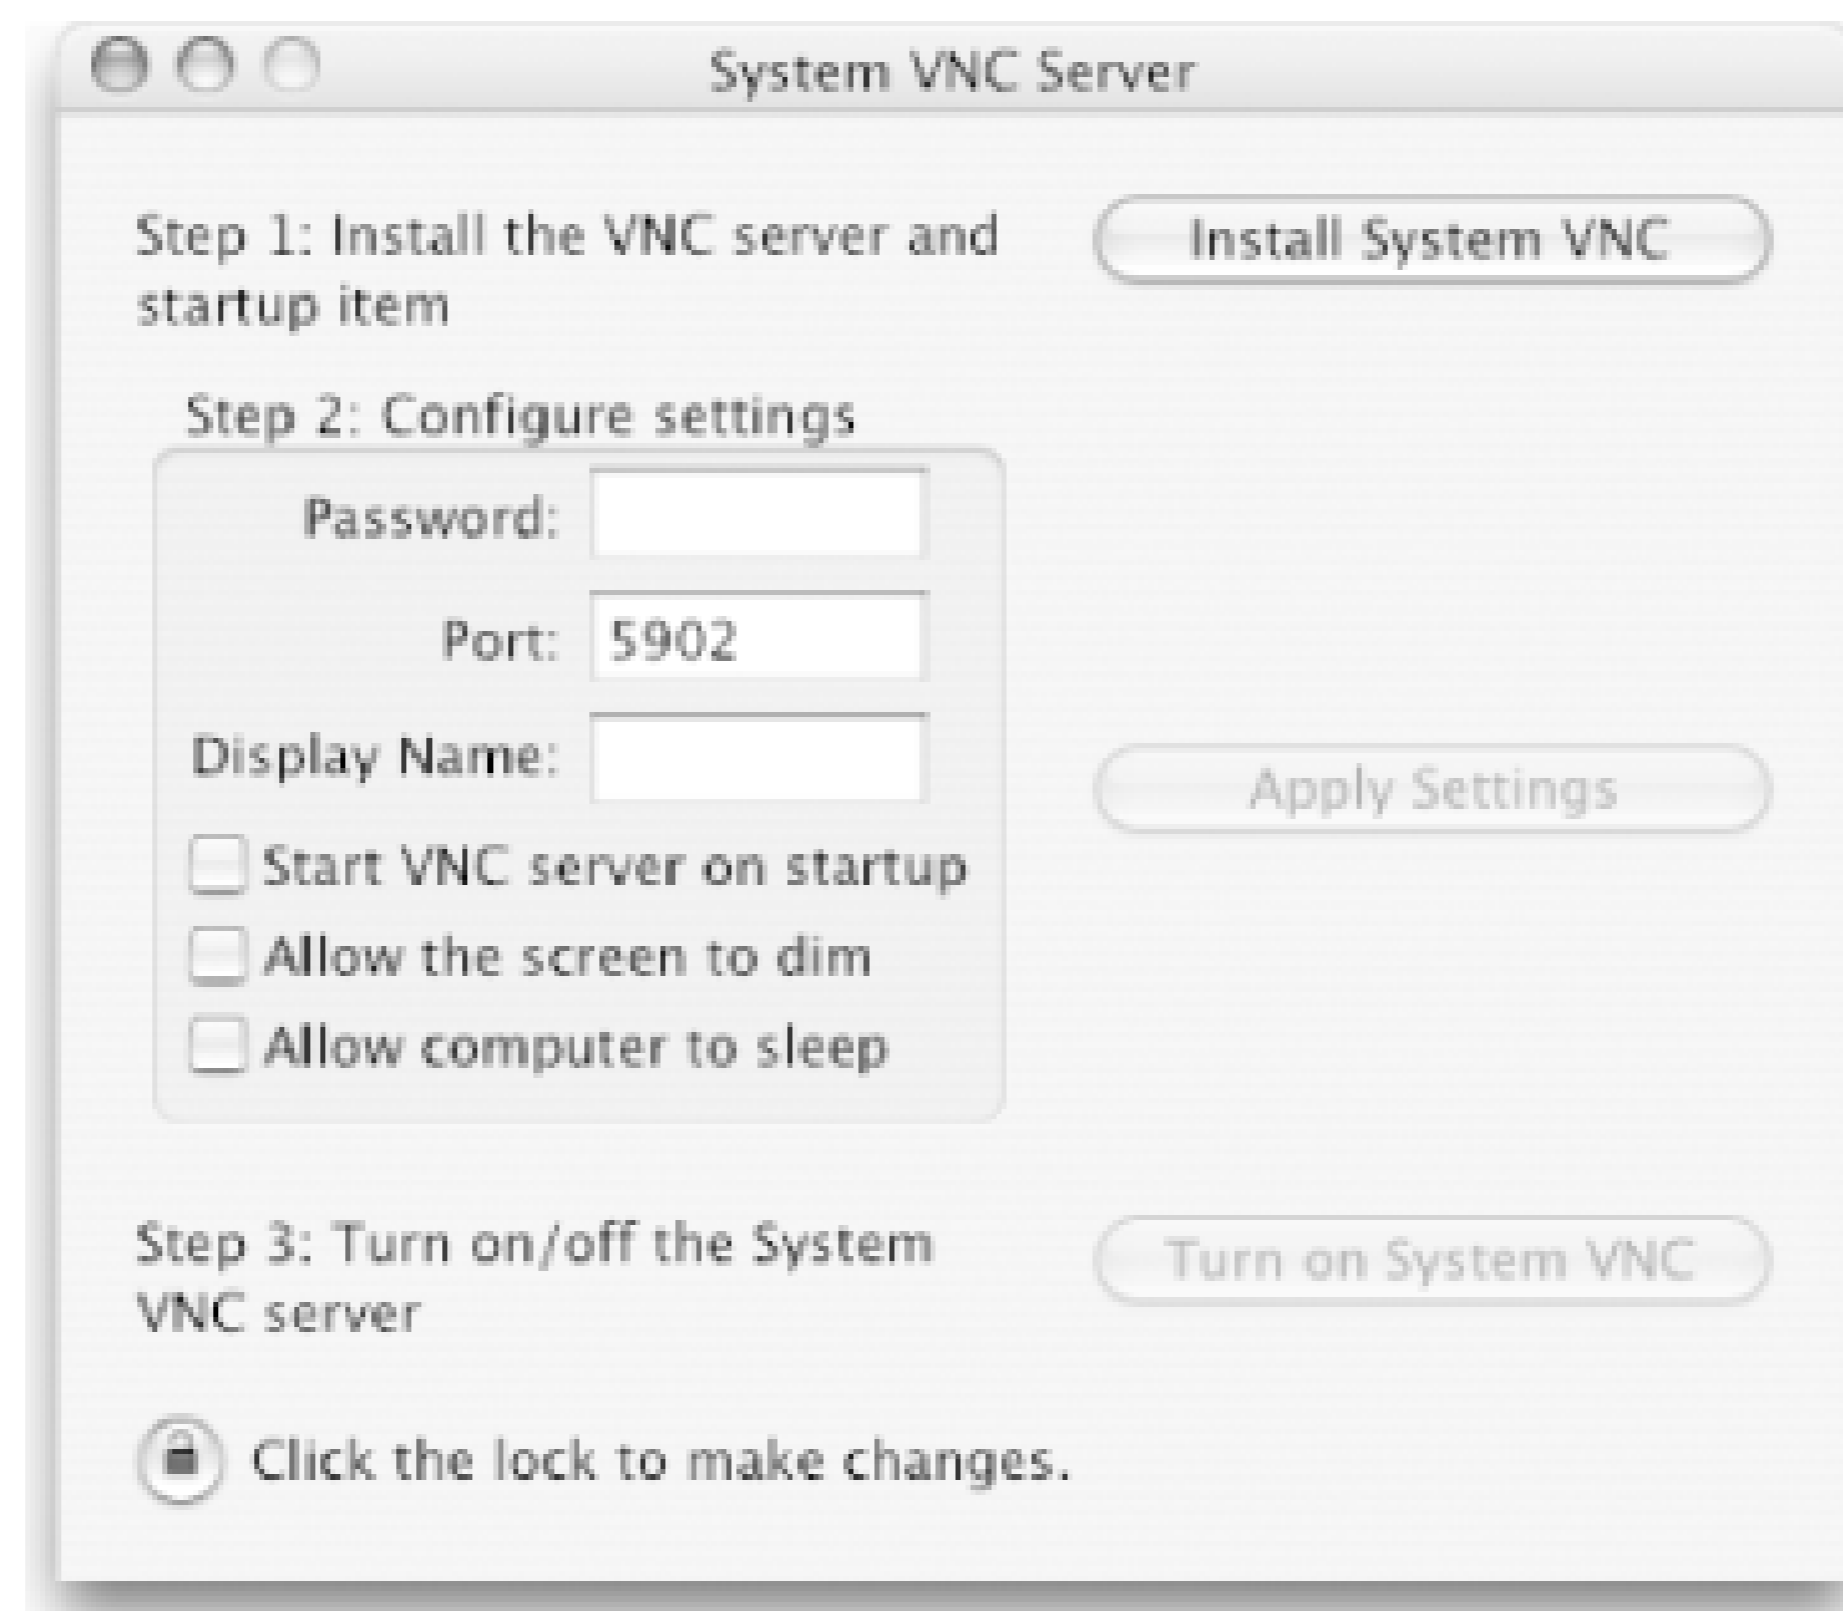 System VNC Server
Step 1: Install the VNC server and
startup item
Install System VNC
Step 2: Configure settings
Password:
Port: 5902
Display Name:
Apply Settings
Start VNC server on startup
Allow the screen to dim
Allow computer to sleep
Step 3: Turn on/off the System
VNC server
Turn on System VNC
Click the lock to make changes.